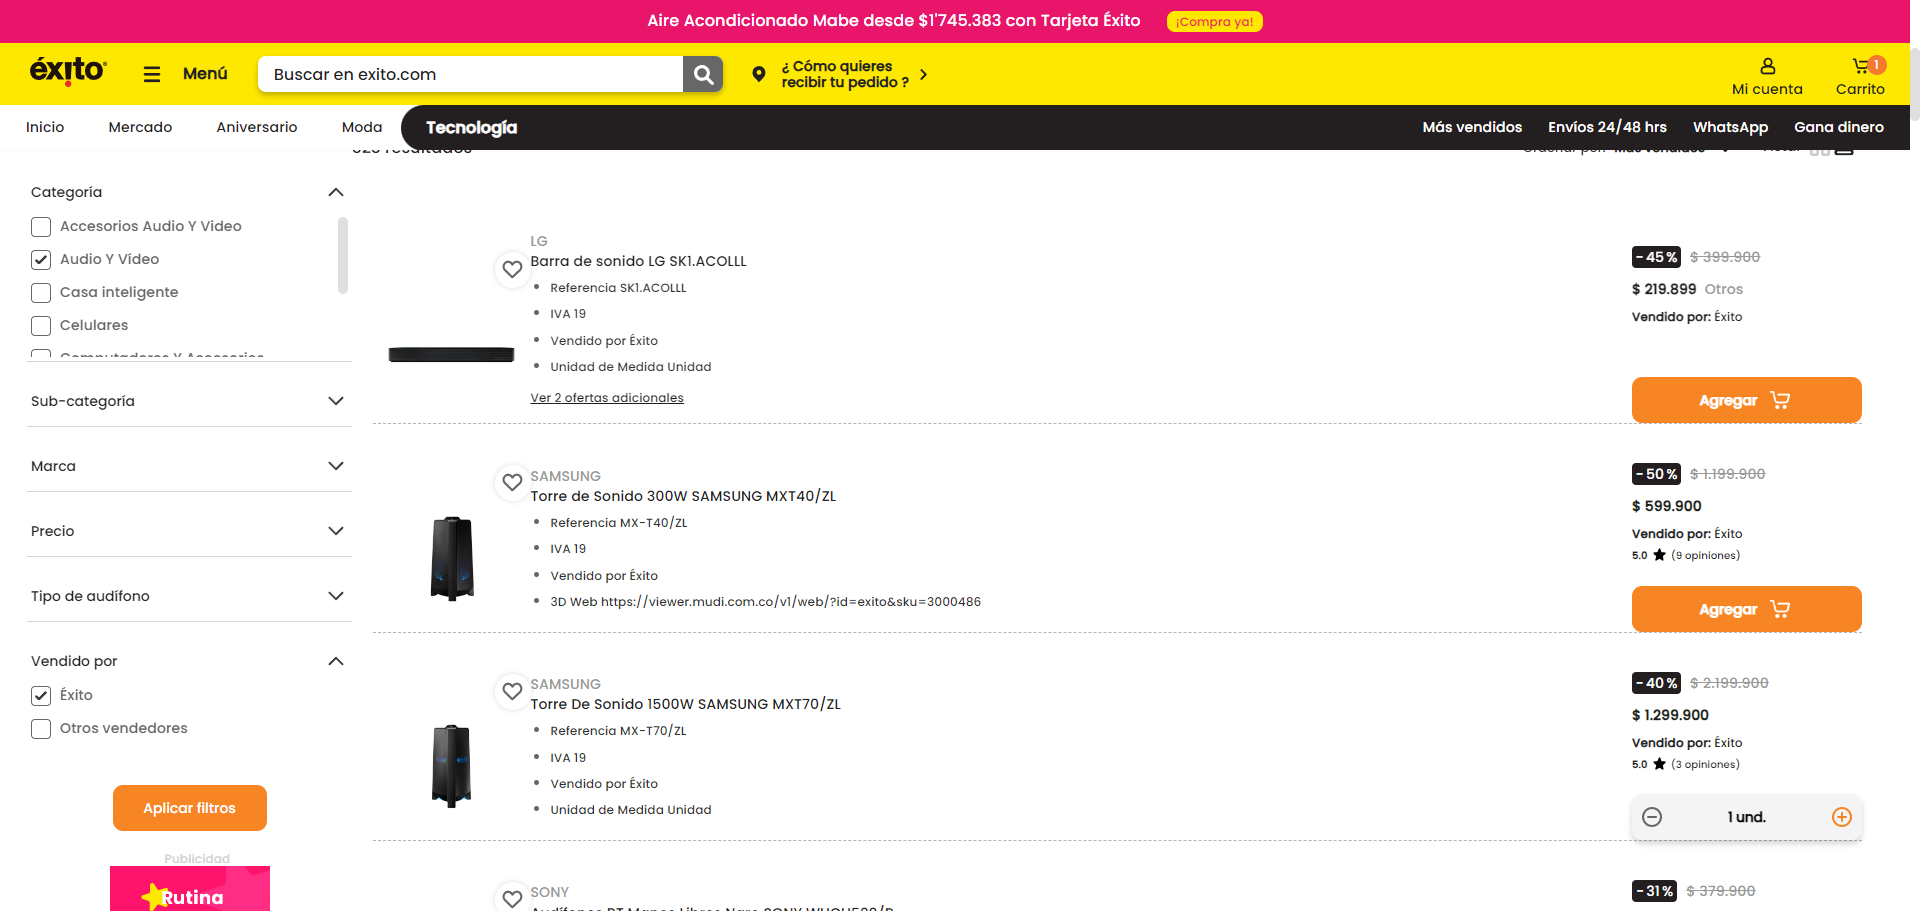 Aire Acondicionado Mabe desde $1'745.383 con Tarjeta Éxito ¡Compra ya!
éxito
Menú
Buscar en exito.com
¿ Cómo quieres
recibir tu pedido ?
Mi cuenta
1
Carrito
Inicio Mercado Aniversario Moda Tecnología Más vendidos Envíos 24/48 hrs WhatsApp Gana dinero
Categoría
Accesorios Audio Y Video
Audio Y Vídeo
Casa inteligente
Celulares
Computadores Y Accesorios
Sub-categoría
Marca
Precio
Tipo de audífono
Vendido por
Éxito
Otros vendedores
Aplicar filtros
Publicidad
Rutina
resultados
Ordenar por: Más vendidos
LG
Barra de sonido LG SK1.ACOLLL
Referencia SK1.ACOLLL
IVA 19
Vendido por Éxito
Unidad de Medida Unidad
Ver 2 ofertas adicionales
-45% $ 399.900
$ 219.899 Otros
Vendido por: Éxito
Agregar
SAMSUNG
Torre de Sonido 300W SAMSUNG MXT40/ZL
Referencia MX-T40/ZL
IVA 19
Vendido por Éxito
3D Web https://viewer.mudi.com.co/v1/web/?id=exito&sku=3000486
-50% $ 1.199.900
$ 599.900
Vendido por: Éxito
5.0 ★ (9 opiniones)
Agregar
SAMSUNG
Torre De Sonido 1500W SAMSUNG MXT70/ZL
Referencia MX-T70/ZL
IVA 19
Vendido por Éxito
Unidad de Medida Unidad
-40% $ 2.199.900
$ 1.299.900
Vendido por: Éxito
5.0 ★ (3 opiniones)
1 und.
SONY
-31% $ 379.900